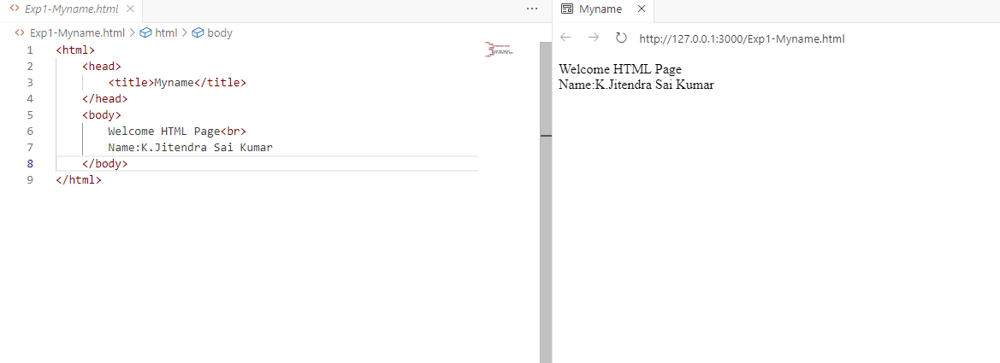 Exp1-Myname.html
Exp1-Myname.html > html > body
1 <html>
2 <head>
3 <title>Myname</title>
4 </head>
5 <body>
6 Welcome HTML Page<br>
7 Name:K.Jitendra Sai Kumar
8 </body>
9 </html>
Myname
http://127.0.0.1:3000/Exp1-Myname.html
Welcome HTML Page
Name:K.Jitendra Sai Kumar